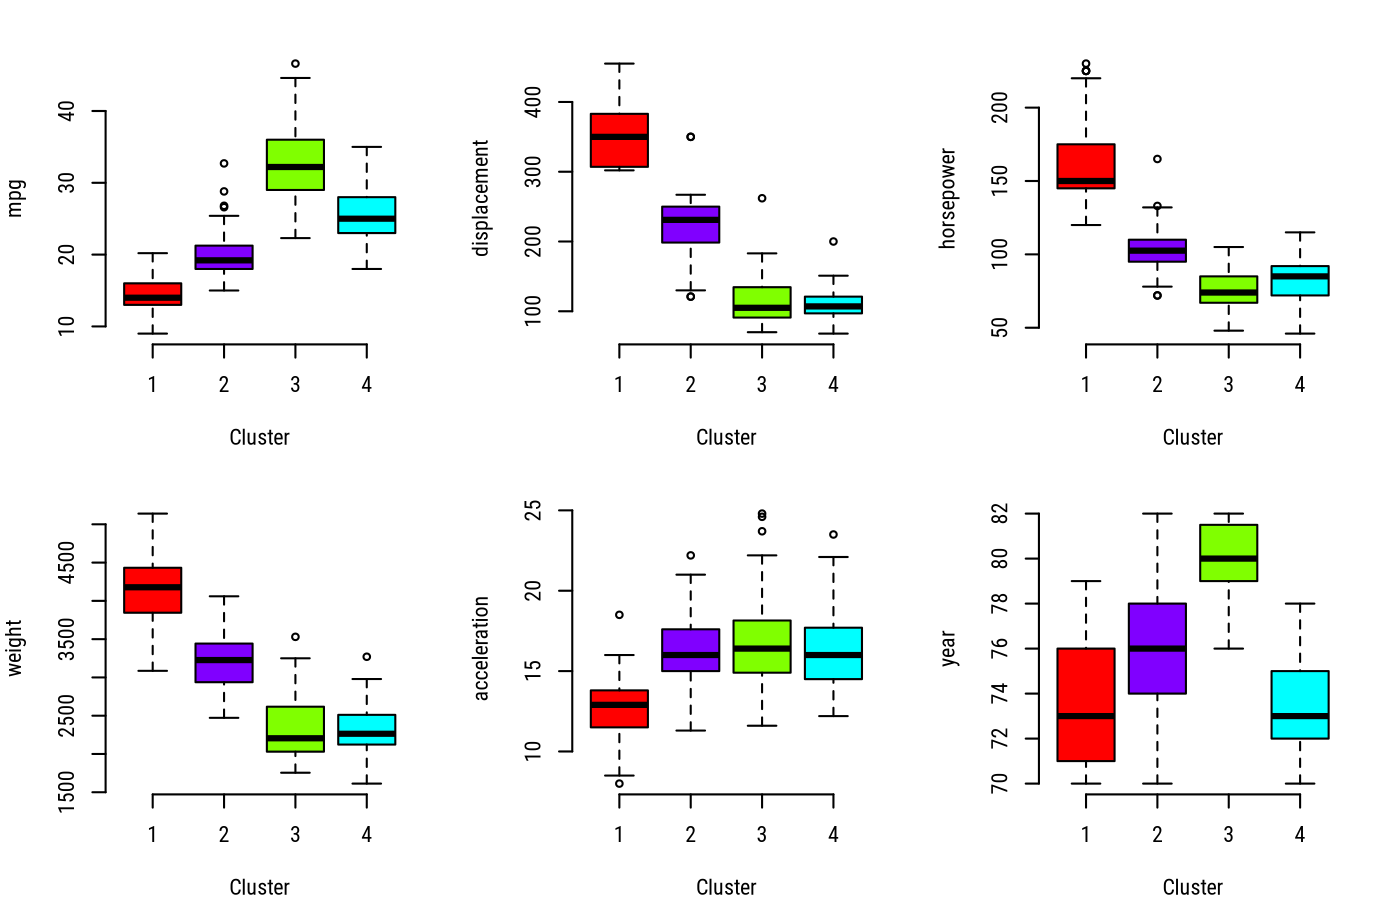 mpg
40
30
20
10
1 2 3 4
Cluster
displacement
400
300
200
100
1 2 3 4
Cluster
horsepower
200
150
100
50
1 2 3 4
Cluster
weight
4500
3500
2500
1500
1 2 3 4
Cluster
acceleration
25
20
15
10
1 2 3 4
Cluster
year
82
80
78
76
74
72
70
1 2 3 4
Cluster